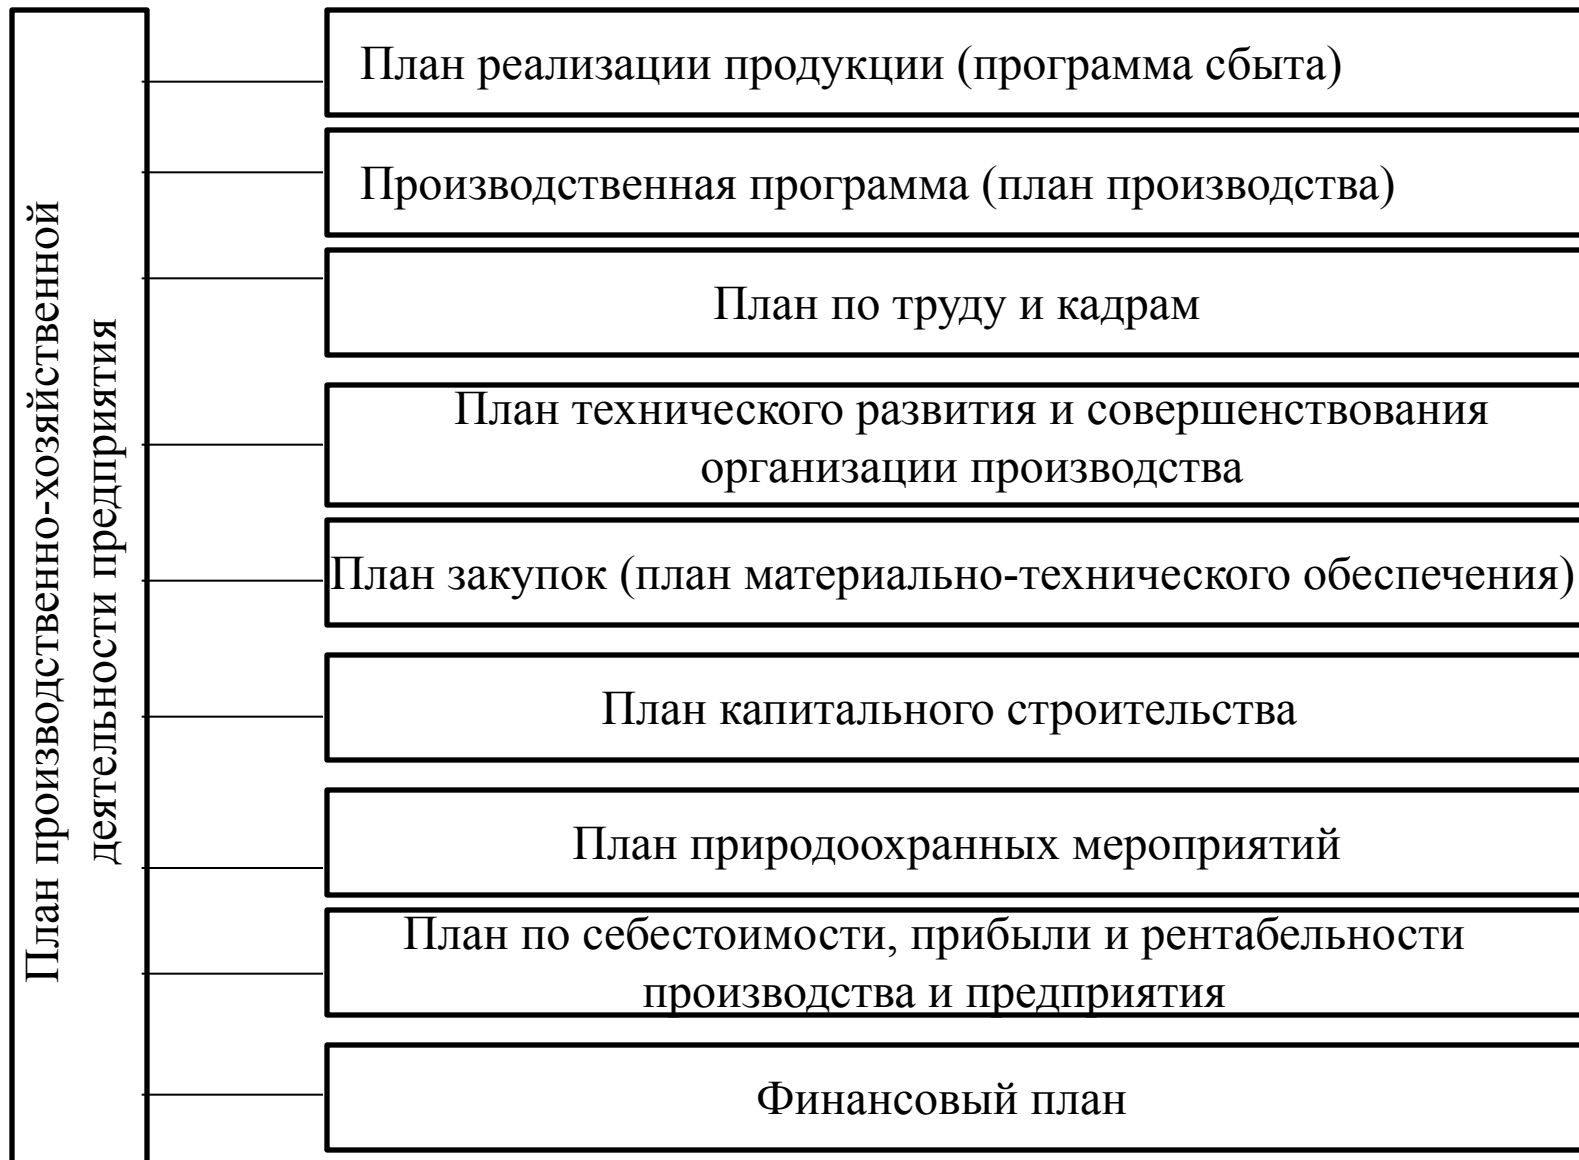 План производственно-хозяйственной
деятельности предприятия
План реализации продукции (программа сбыта)
Производственная программа (план производства)
План по труду и кадрам
План технического развития и совершенствования
организации производства
План закупок (план материально-технического обеспечения)
План капитального строительства
План природоохранных мероприятий
План по себестоимости, прибыли и рентабельности
производства и предприятия
Финансовый план